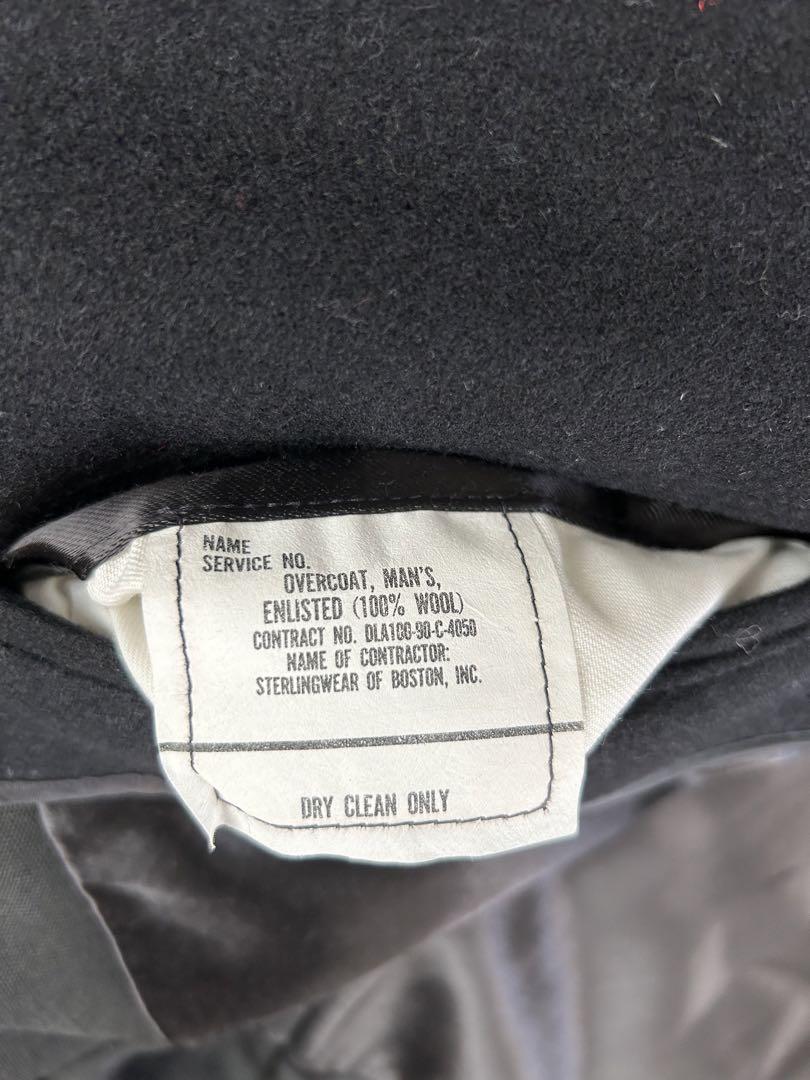 NAME
SERVICE NO.
OVERCOAT, MAN'S,
ENLISTED (100% WOOL)
CONTRACT NO. DLA100-90-C-4050
NAME OF CONTRACTOR:
STERLINGWEAR OF BOSTON, INC.
DRY CLEAN ONLY